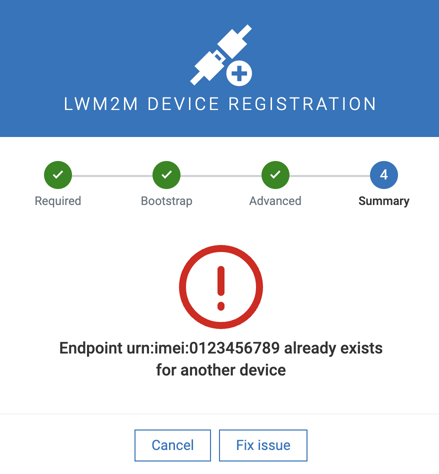 LWM2M DEVICE REGISTRATION
4
Required
Bootstrap
Advanced
Summary
Endpoint urn:imei:0123456789 already exists
for another device
Cancel
Fix issue